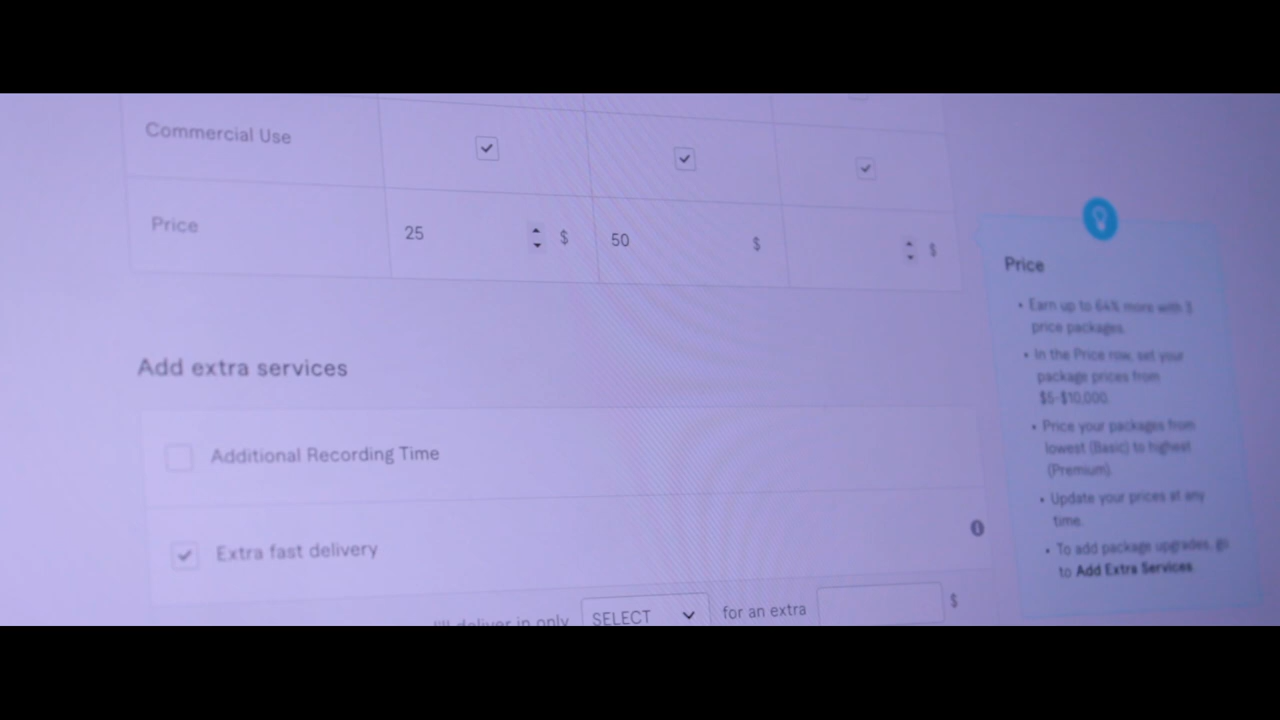 Commercial Use
Price 25 $ 50 $ $
Add extra services
Additional Recording Time
Extra fast delivery
I'll deliver in only SELECT for an extra $
Price
• Earn up to 64% more with 3
price packages.
• In the Price row, set your
package prices from
$5-$10,000.
• Price your packages from
lowest (Basic) to highest
(Premium).
• Update your prices at any
time.
• To add package upgrades, go
to Add Extra Services.